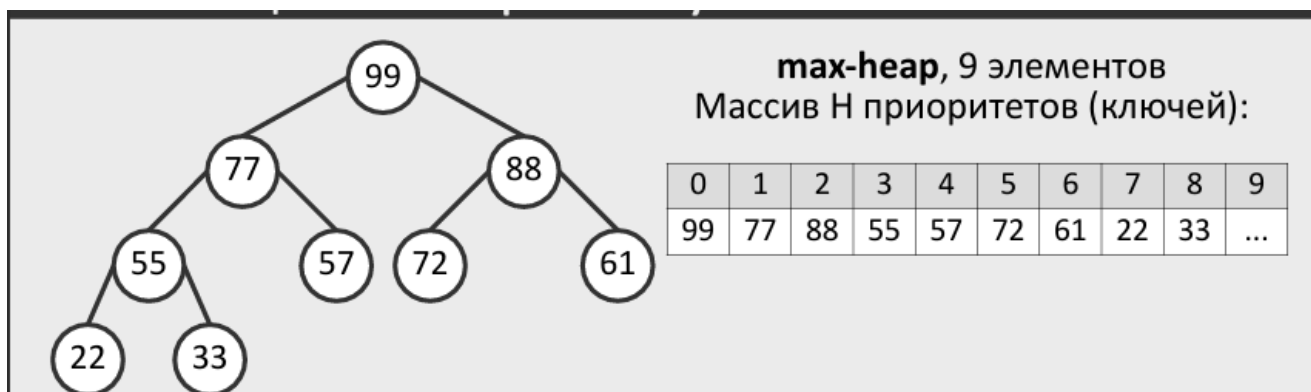 max-heap, 9 элементов
Массив H приоритетов (ключей):
99
77 88
55 57 72 61
22 33
0 1 2 3 4 5 6 7 8 9
99 77 88 55 57 72 61 22 33 ...